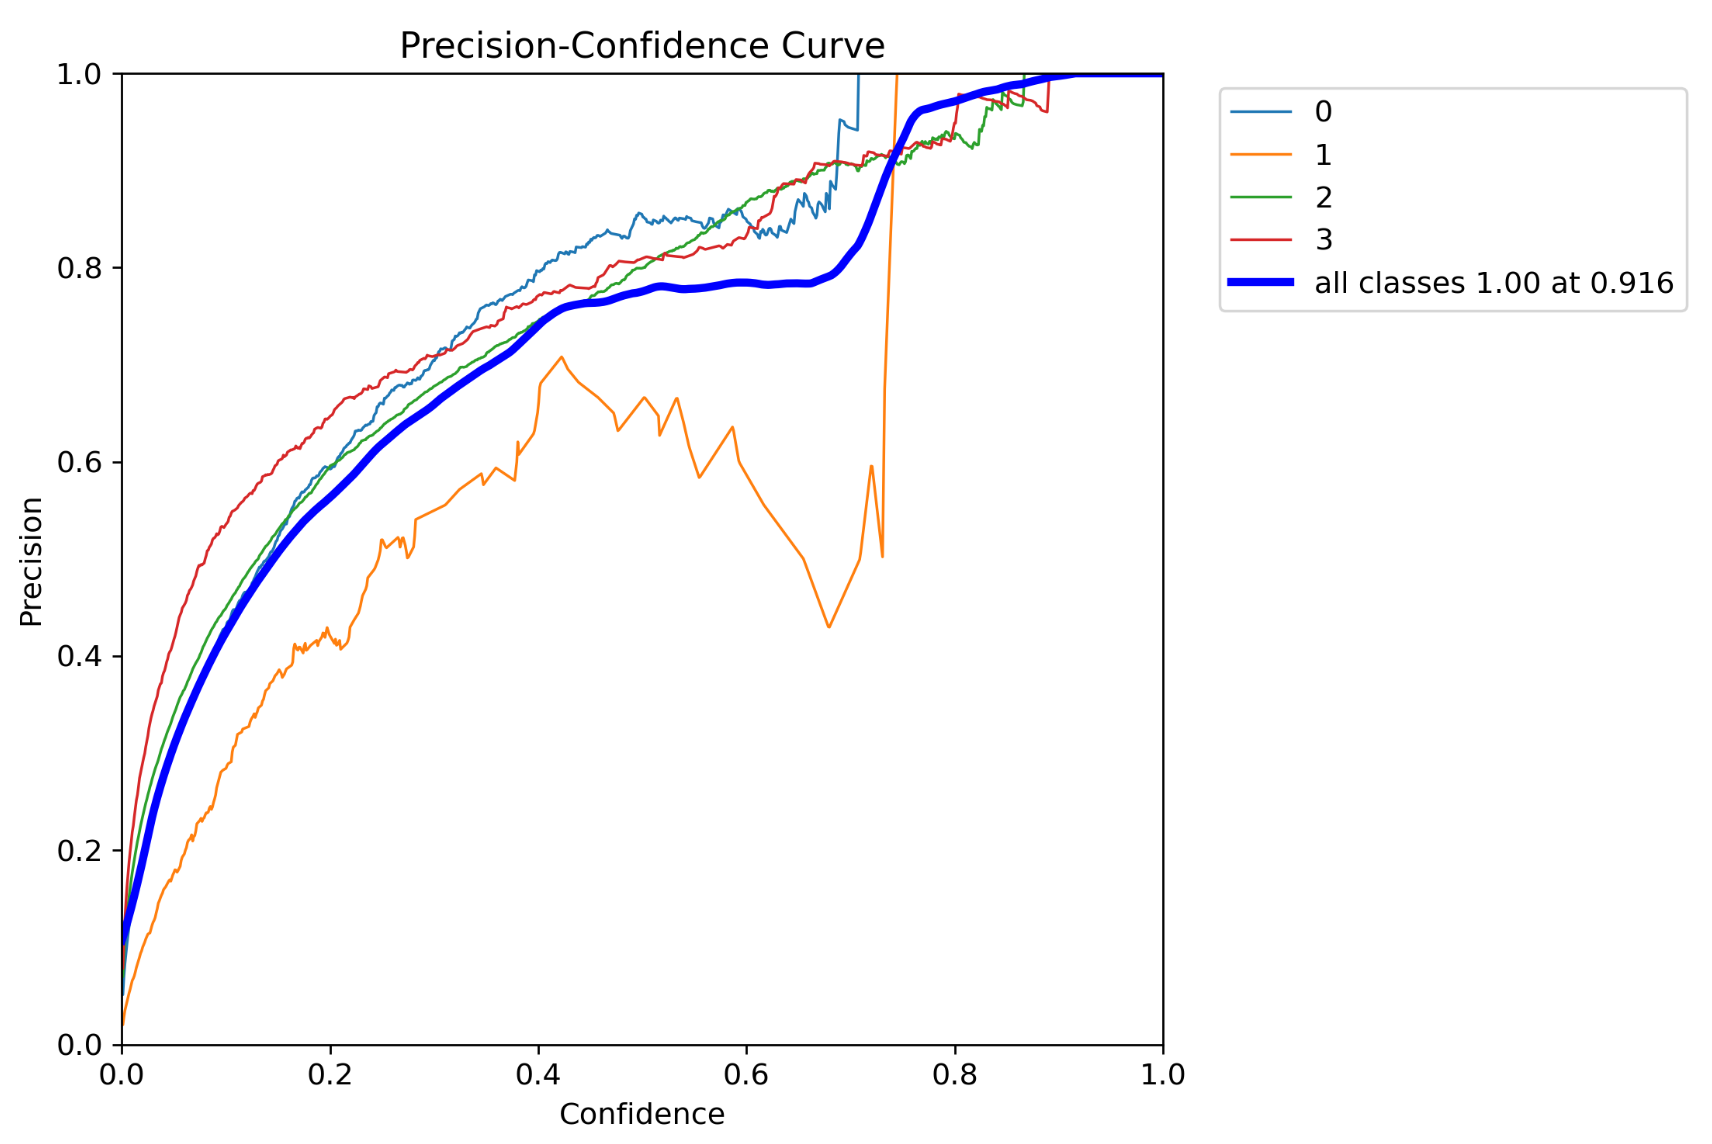 Precision-Confidence Curve
1.0
0.8
0.6
0.4
0.2
0.0
Precision
0.0 0.2 0.4 0.6 0.8 1.0
Confidence
0
1
2
3
all classes 1.00 at 0.916